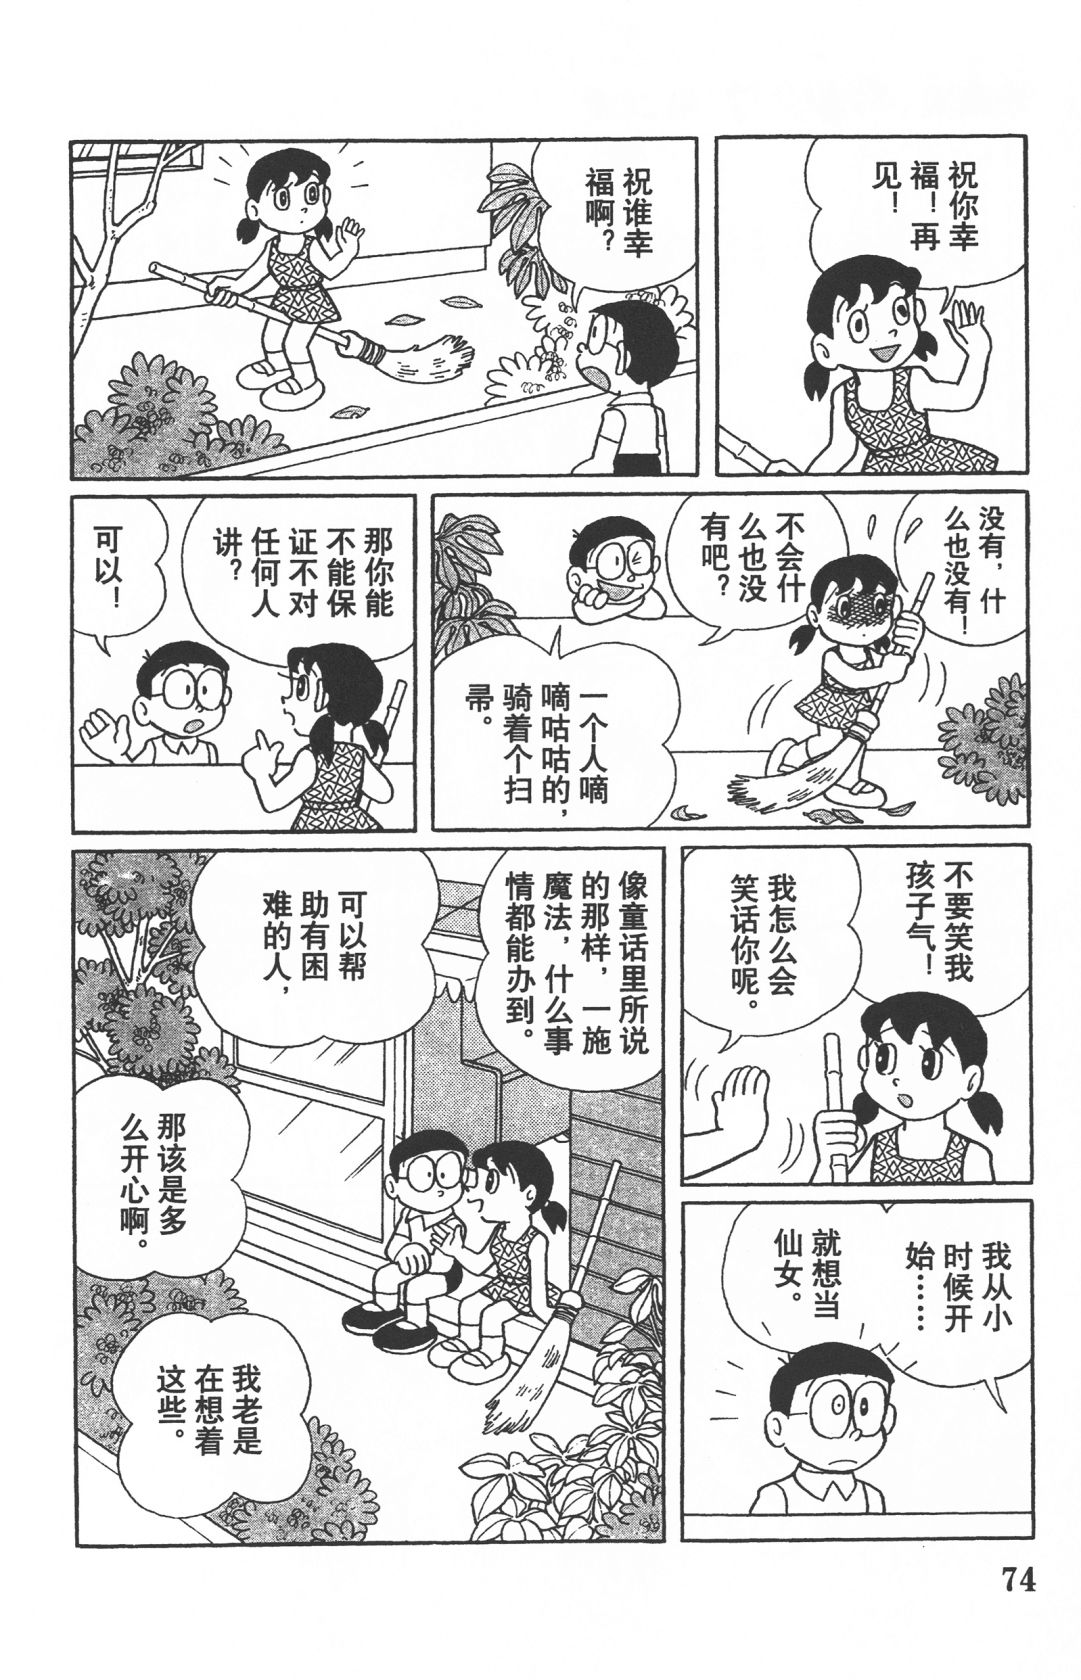 祝你幸
福！再
见！
祝谁幸
福啊？
没有，什
么也没有！
不会什
么也没
有吧？
一个人嘀
嘀咕咕的，
骑着个扫
帚。
那你能
不能保
证不对
任何人
讲？
可以！
不要笑我
孩子气！
我怎么会
笑话你呢。
我从小
时候开
始……
就想当
仙女。
像童话里所说
的那样，一施
魔法，什么事
情都能办到。
可以帮
助有困
难的人，
那该是多
么开心啊。
我老是
在想着
这些。
74